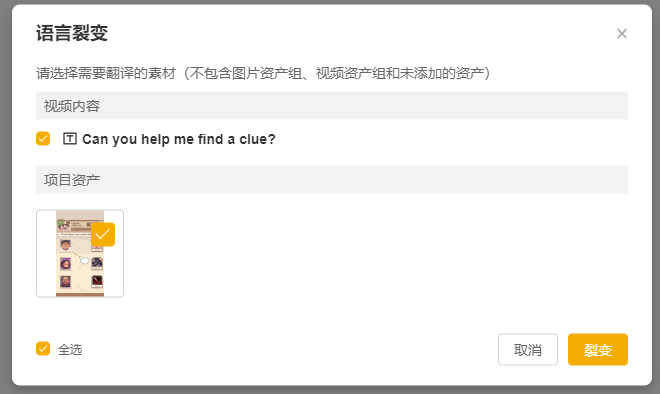 语言裂变
请选择需要翻译的素材（不包含图片资产组、视频资产组和未添加的资产）
视频内容
Can you help me find a clue?
项目资产
全选
取消
裂变